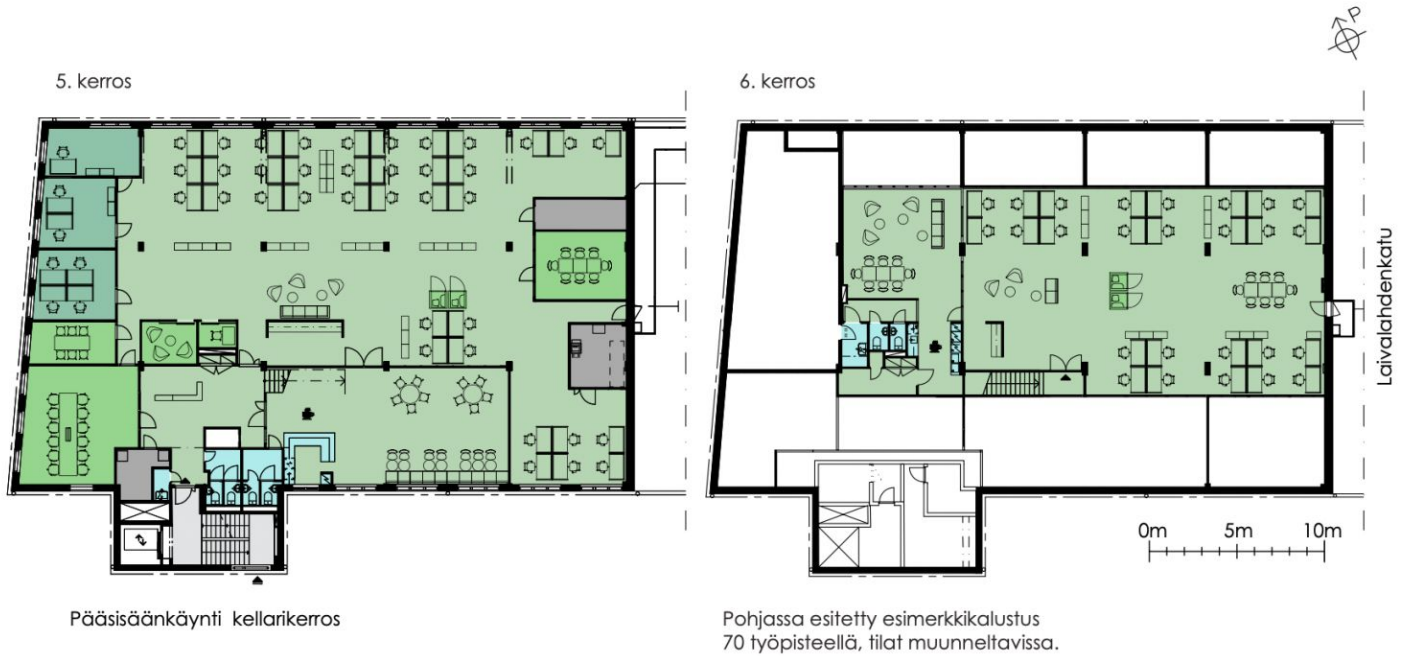 P
5. kerros
6. kerros
Laivalahdenkatu
0m 5m 10m
Pääsisäänkäynti kellarikerros
Pohjassa esitetty esimerkkikalustus
70 työpisteellä, tilat muunneltavissa.